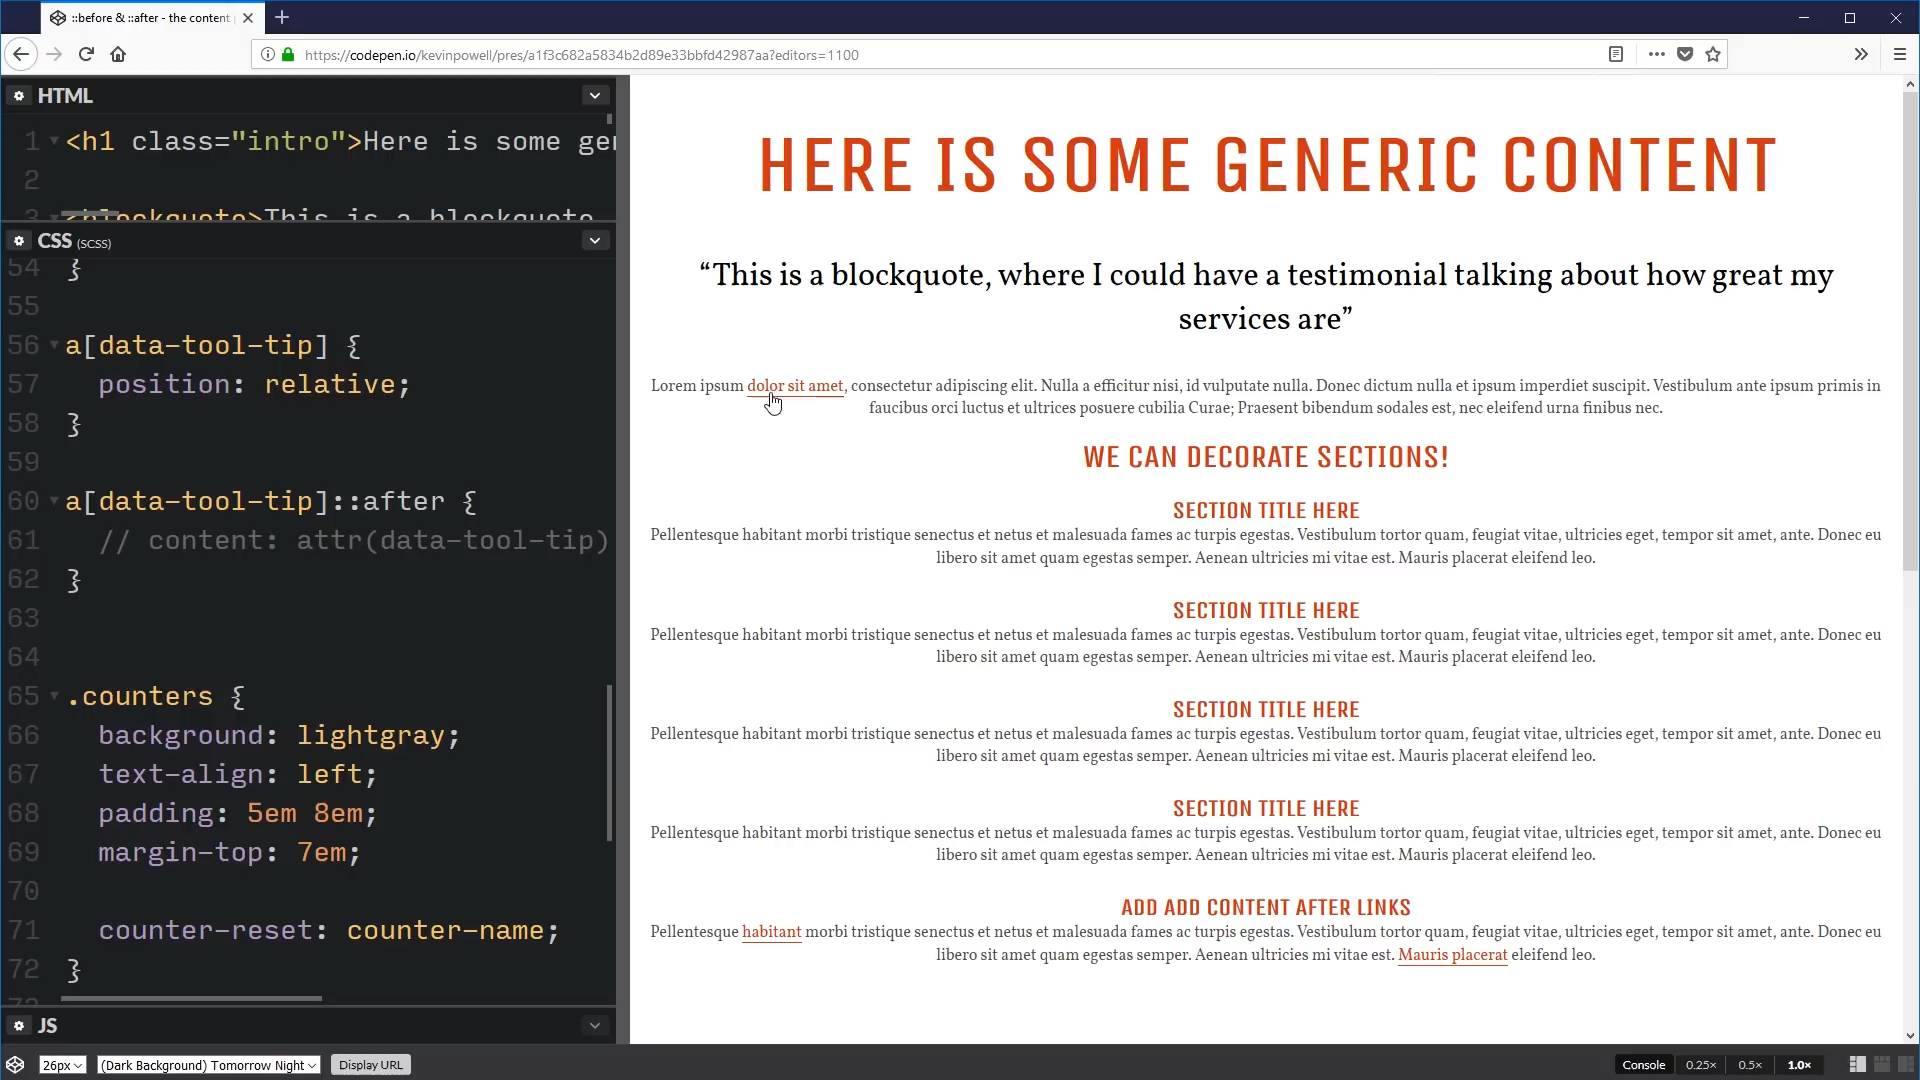 ::before & ::after - the content
https://codepen.io/kevinpowell/pres/a1f3c682a5834b2d89e33bbfd42987aa?editors=1100
HTML
1 <h1 class="intro">Here is some ger
2
3 <blockquote>This is a blockquote
CSS (SCSS)
54 }
55
56 a[data-tool-tip] {
57 position: relative;
58 }
59
60 a[data-tool-tip]::after {
61 // content: attr(data-tool-tip)
62 }
63
64
65 .counters {
66 background: lightgray;
67 text-align: left;
68 padding: 5em 8em;
69 margin-top: 7em;
70
71 counter-reset: counter-name;
72 }
JS
HERE IS SOME GENERIC CONTENT
“This is a blockquote, where I could have a testimonial talking about how great my
services are”
Lorem ipsum dolor sit amet, consectetur adipiscing elit. Nulla a efficitur nisi, id vulputate nulla. Donec dictum nulla et ipsum imperdiet suscipit. Vestibulum ante ipsum primis in
faucibus orci luctus et ultrices posuere cubilia Curae; Praesent bibendum sodales est, nec eleifend urna finibus nec.
WE CAN DECORATE SECTIONS!
SECTION TITLE HERE
Pellentesque habitant morbi tristique senectus et netus et malesuada fames ac turpis egestas. Vestibulum tortor quam, feugiat vitae, ultricies eget, tempor sit amet, ante. Donec eu
libero sit amet quam egestas semper. Aenean ultricies mi vitae est. Mauris placerat eleifend leo.
SECTION TITLE HERE
Pellentesque habitant morbi tristique senectus et netus et malesuada fames ac turpis egestas. Vestibulum tortor quam, feugiat vitae, ultricies eget, tempor sit amet, ante. Donec eu
libero sit amet quam egestas semper. Aenean ultricies mi vitae est. Mauris placerat eleifend leo.
SECTION TITLE HERE
Pellentesque habitant morbi tristique senectus et netus et malesuada fames ac turpis egestas. Vestibulum tortor quam, feugiat vitae, ultricies eget, tempor sit amet, ante. Donec eu
libero sit amet quam egestas semper. Aenean ultricies mi vitae est. Mauris placerat eleifend leo.
SECTION TITLE HERE
Pellentesque habitant morbi tristique senectus et netus et malesuada fames ac turpis egestas. Vestibulum tortor quam, feugiat vitae, ultricies eget, tempor sit amet, ante. Donec eu
libero sit amet quam egestas semper. Aenean ultricies mi vitae est. Mauris placerat eleifend leo.
ADD ADD CONTENT AFTER LINKS
Pellentesque habitant morbi tristique senectus et netus et malesuada fames ac turpis egestas. Vestibulum tortor quam, feugiat vitae, ultricies eget, tempor sit amet, ante. Donec eu
libero sit amet quam egestas semper. Aenean ultricies mi vitae est. Mauris placerat eleifend leo.
26px (Dark Background) Tomorrow Night Display URL Console 0.25× 0.5× 1.0×